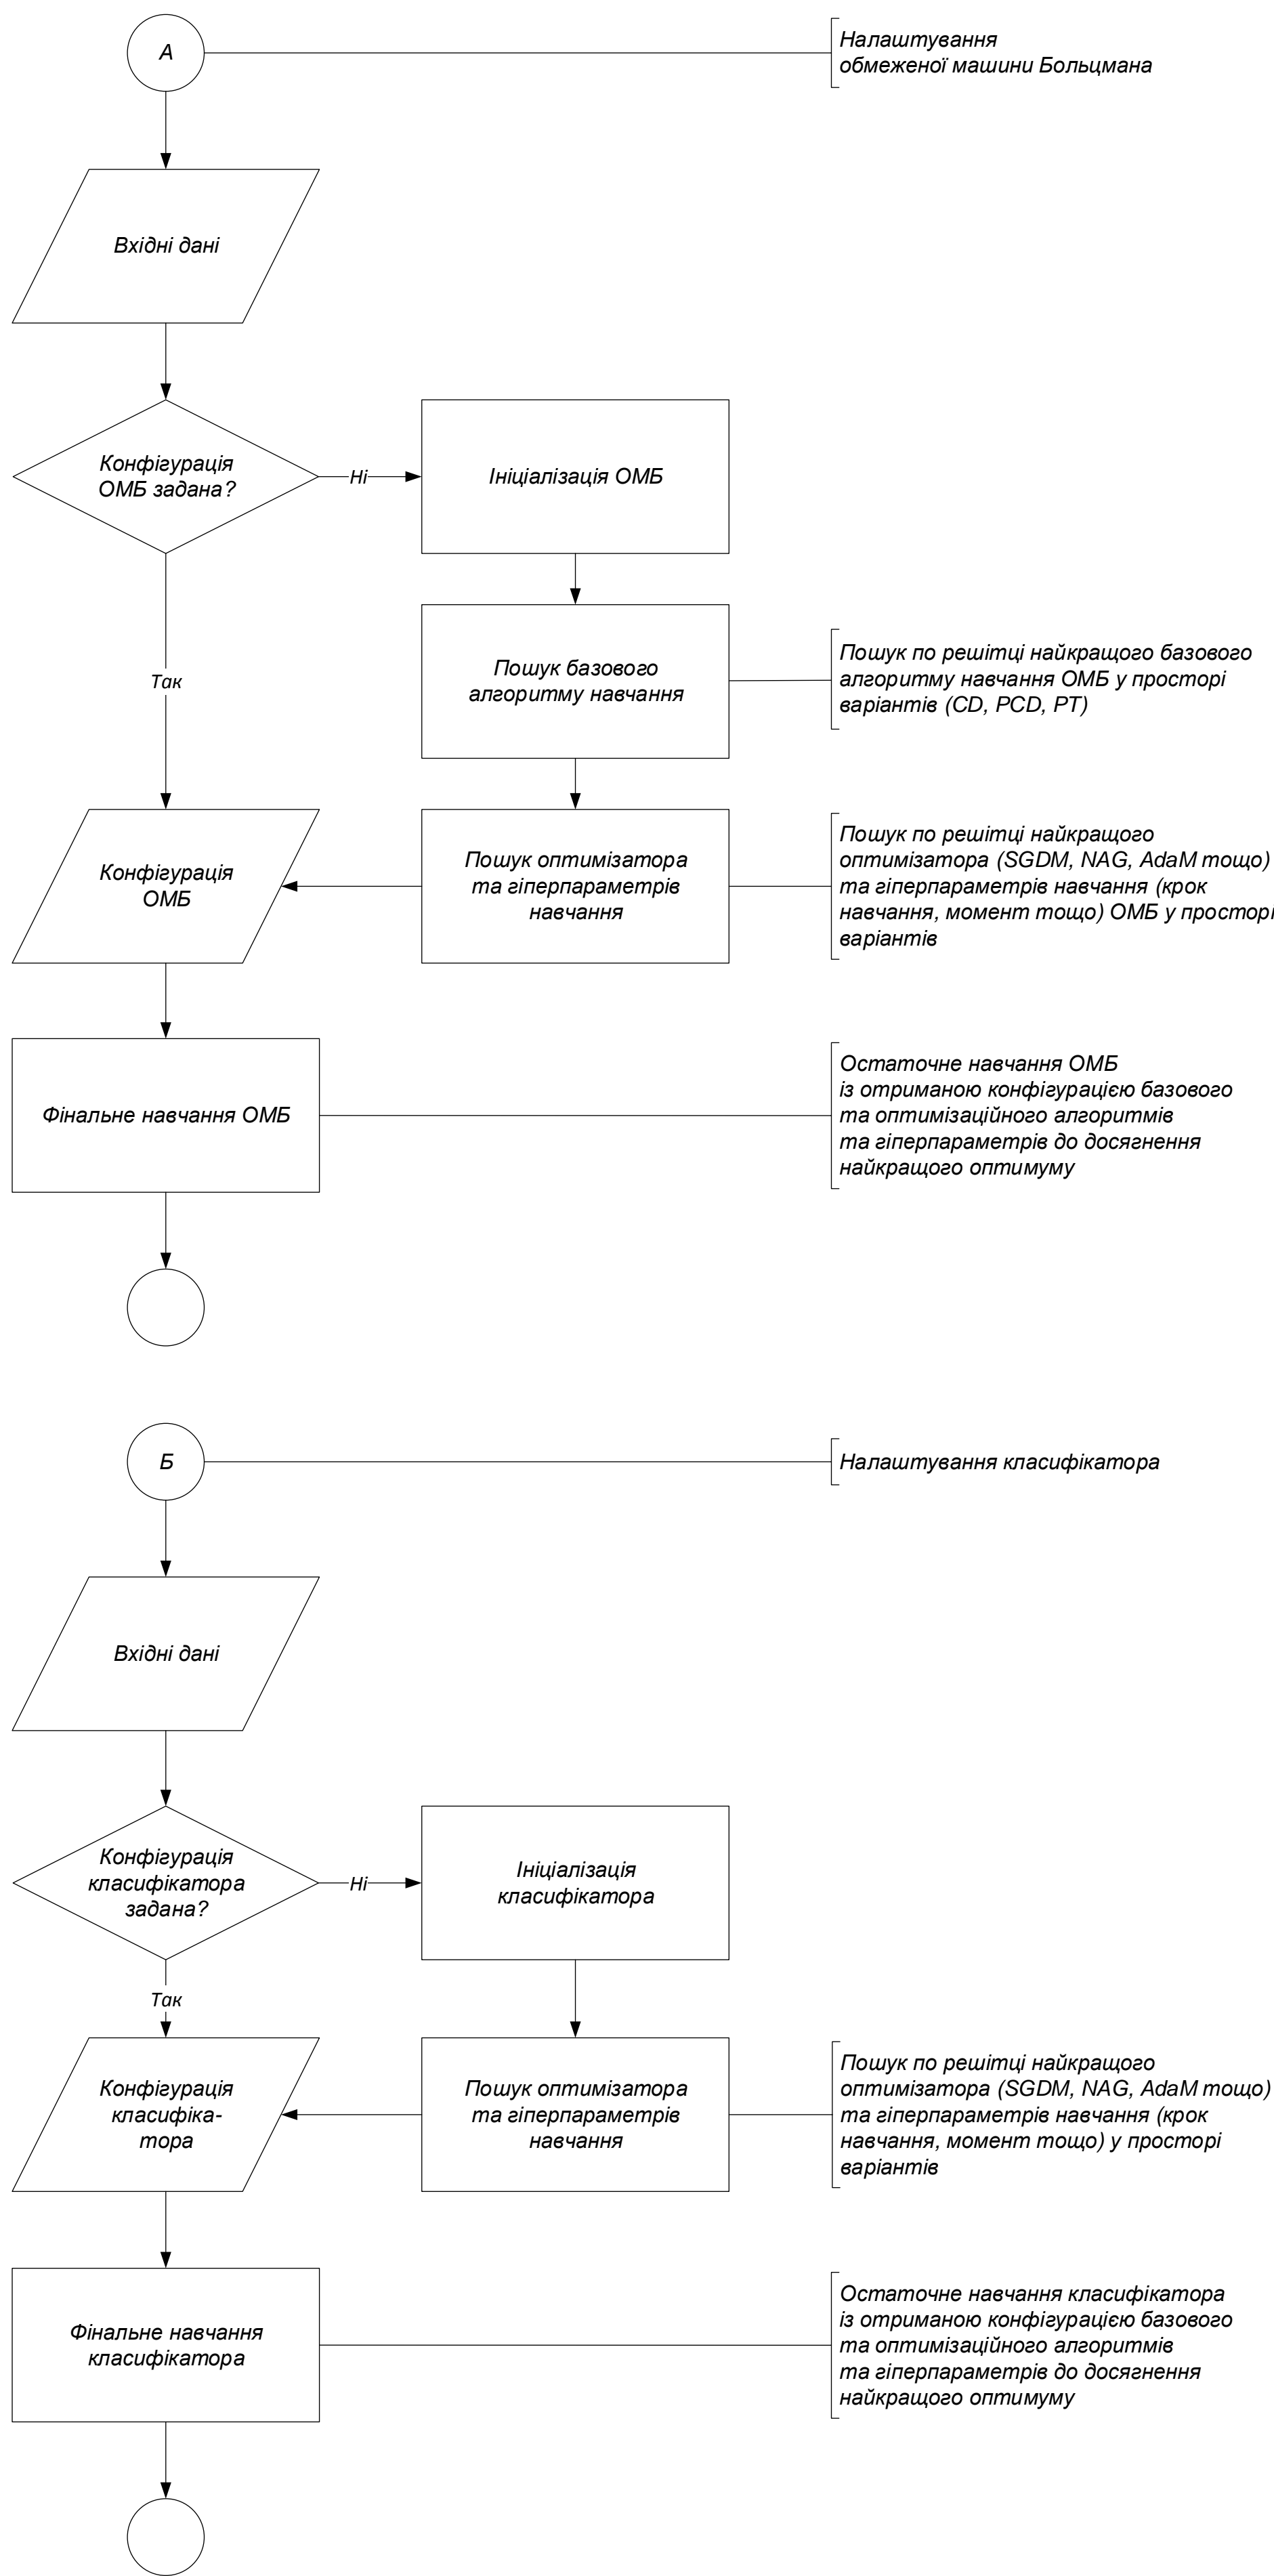 А
Налаштування
обмеженої машини Больцмана
Вхідні дані
Конфігурація
ОМБ задана?
Ні
Ініціалізація ОМБ
Так
Пошук базового
алгоритму навчання
Пошук по решітці найкращого базового
алгоритму навчання ОМБ у просторі
варіантів (CD, PCD, PT)
Конфігурація
ОМБ
Пошук оптимізатора
та гіперпараметрів
навчання
Пошук по решітці найкращого
оптимізатора (SGDM, NAG, AdaM тощо)
та гіперпараметрів навчання (крок
навчання, момент тощо) ОМБ у просторі
варіантів
Фінальне навчання ОМБ
Остаточне навчання ОМБ
із отриманою конфігурацією базового
та оптимізаційного алгоритмів
та гіперпараметрів до досягнення
найкращого оптимуму
Б
Налаштування класифікатора
Вхідні дані
Конфігурація
класифікатора
задана?
Ні
Ініціалізація
класифікатора
Так
Конфігурація
класифіка-
тора
Пошук оптимізатора
та гіперпараметрів
навчання
Пошук по решітці найкращого
оптимізатора (SGDM, NAG, AdaM тощо)
та гіперпараметрів навчання (крок
навчання, момент тощо) у просторі
варіантів
Фінальне навчання
класифікатора
Остаточне навчання класифікатора
із отриманою конфігурацією базового
та оптимізаційного алгоритмів
та гіперпараметрів до досягнення
найкращого оптимуму